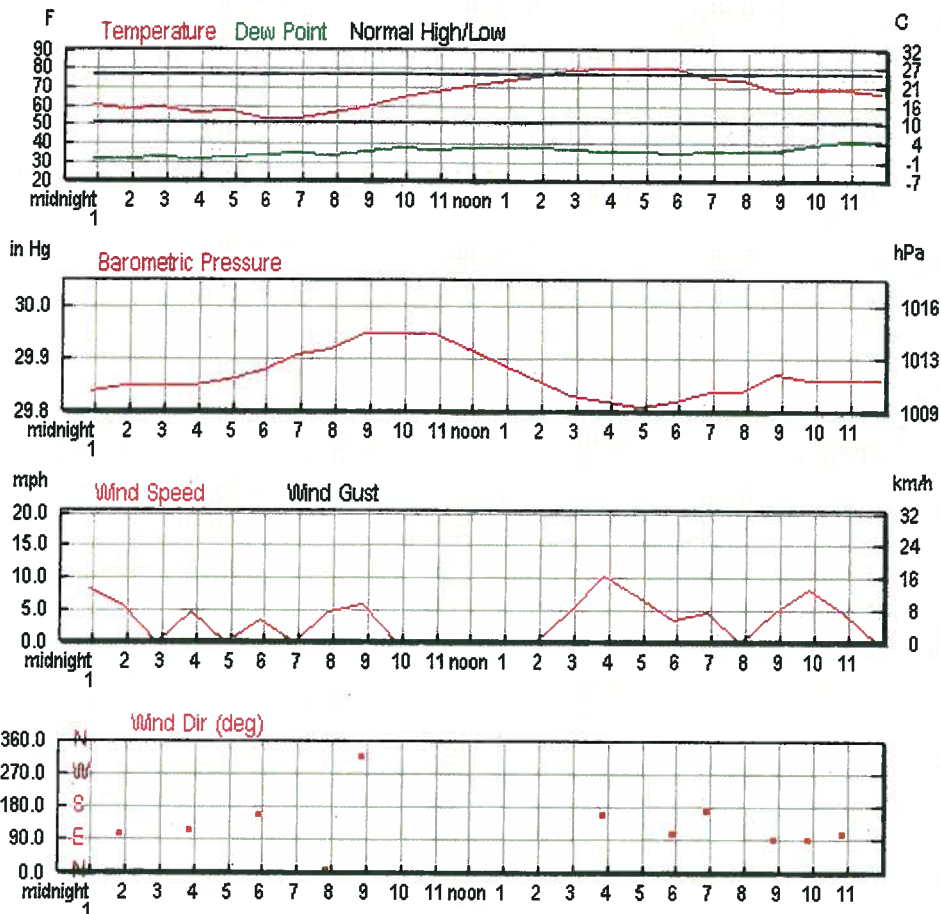 F C
Temperature Dew Point Normal High/Low
90 32
80 27
70 21
60 16
50 10
40 4
30 -1
20 -7
midnight 2 3 4 5 6 7 8 9 10 11 noon 1 2 3 4 5 6 7 8 9 10 11
1
in Hg hPa
Barometric Pressure
30.0 1016
29.9 1013
29.8 1009
midnight 2 3 4 5 6 7 8 9 10 11 noon 1 2 3 4 5 6 7 8 9 10 11
1
mph km/h
Wind Speed Wind Gust
20.0 32
15.0 24
10.0 16
5.0 8
0.0 0
midnight 2 3 4 5 6 7 8 9 10 11 noon 1 2 3 4 5 6 7 8 9 10 11
1
Wind Dir (deg)
360.0 N
270.0 W
180.0 S
90.0 E
0.0 N
midnight 2 3 4 5 6 7 8 9 10 11 noon 1 2 3 4 5 6 7 8 9 10 11
1